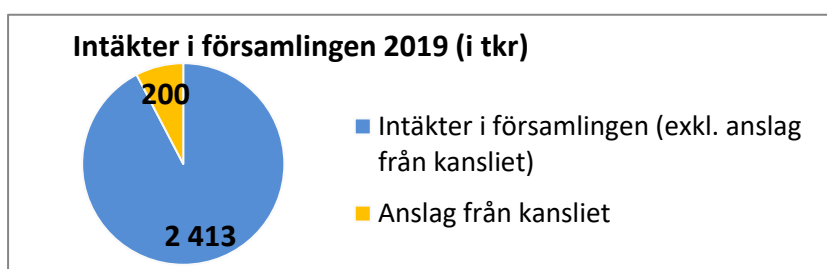 Intäkter i församlingen 2019 (i tkr)
200
2 413
Intäkter i församlingen (exkl. anslag
från kansliet)
Anslag från kansliet